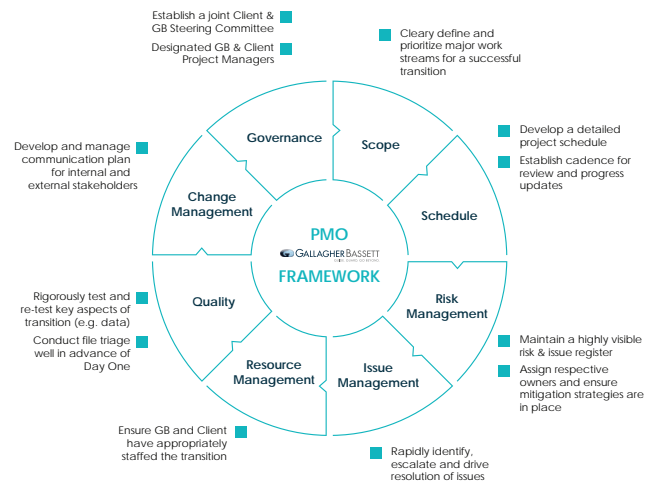 Establish a joint Client &
GB Steering Committee
Designated GB & Client
Project Managers
Cleary define and
prioritize major work
streams for a successful
transition
Develop a detailed
project schedule
Establish cadence for
review and progress
updates
Develop and manage
communication plan
for internal and
external stakeholders
Governance
Scope
Change
Management
Schedule
PMO
GALLAGHER BASSETT
FRAMEWORK
Quality
Risk
Management
Resource
Management
Issue
Management
Rigorously test and
re-test key aspects of
transition (e.g. data)
Conduct file triage
well in advance of
Day One
Maintain a highly visible
risk & issue register
Assign respective
owners and ensure
mitigation strategies are
in place
Ensure GB and Client
have appropriately
staffed the transition
Rapidly identify,
escalate and drive
resolution of issues